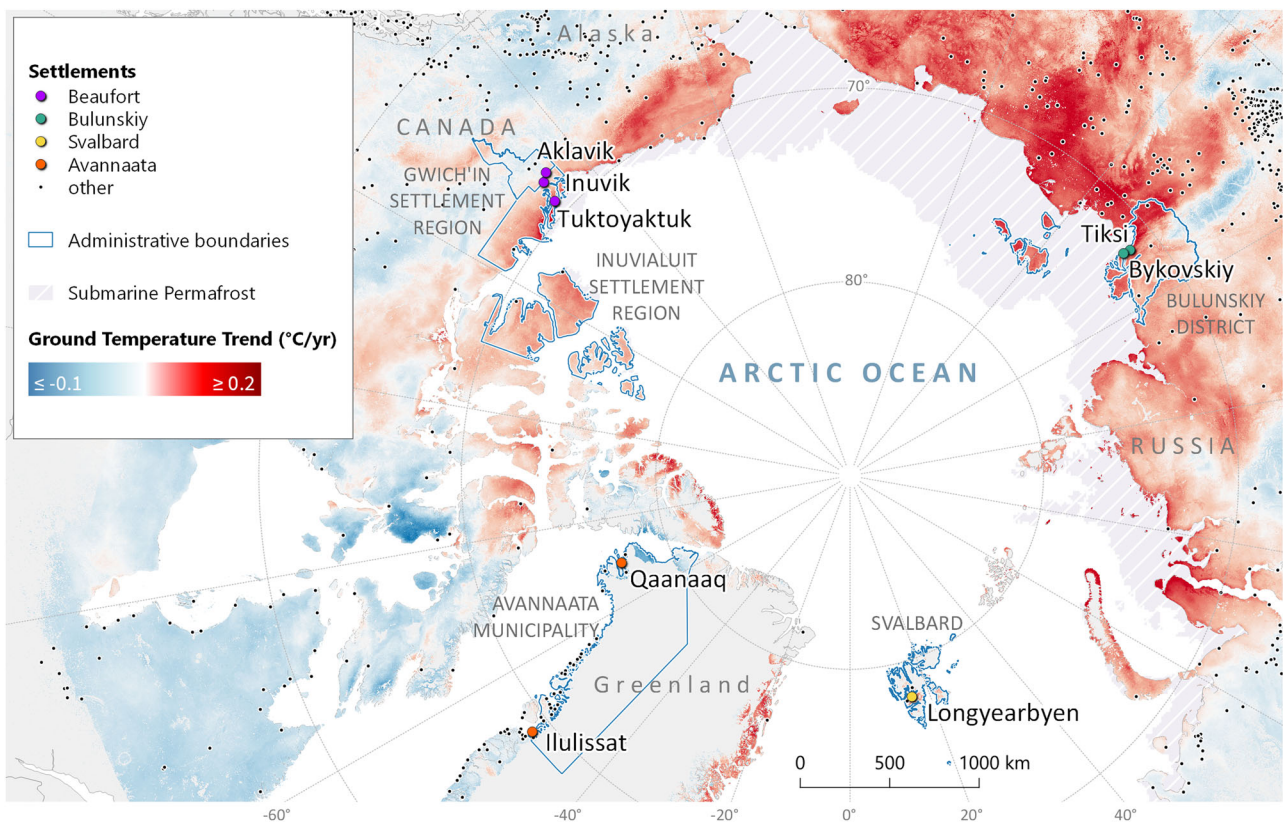 Settlements
Beaufort
Bulunskiy
Svalbard
Avannaata
other
Administrative boundaries
Submarine Permafrost
Ground Temperature Trend (°C/yr)
≤ -0.1
≥ 0.2
Alaska
70°
CANADA
Aklavik
GWICH'IN
SETTLEMENT
REGION
Inuvik
Tuktoyaktuk
Tiksi
Bykovskiy
INUVIALUIT
SETTLEMENT
REGION
80°
BULUNSKIY
DISTRICT
ARCTIC OCEAN
RUSSIA
Qaanaaq
AVANNAATA
MUNICIPALITY
SVALBARD
Greenland
Longyearbyen
Ilulissat
0
500
1000 km
-60°
-40°
-20°
0°
20°
40°